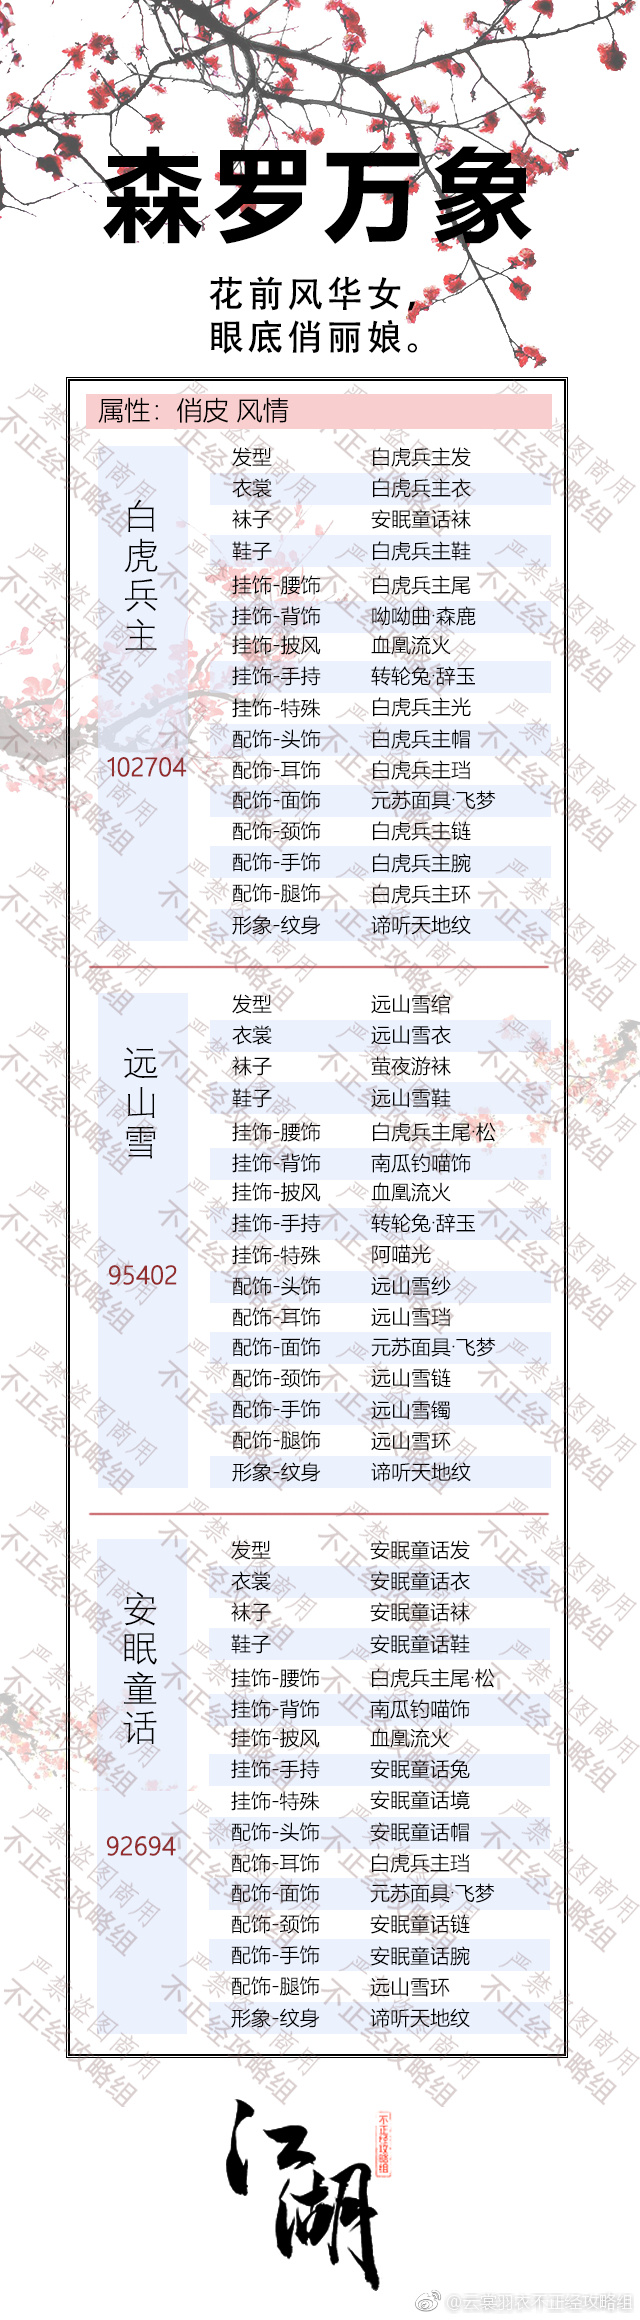 森罗万象
花前风华女，
眼底俏丽娘。
属性：俏皮 风情
白虎兵主
102704
发型 白虎兵主发
衣裳 白虎兵主衣
袜子 安眠童话袜
鞋子 白虎兵主鞋
挂饰-腰饰 白虎兵主尾
挂饰-背饰 呦呦曲·森鹿
挂饰-披风 血凰流火
挂饰-手持 转轮兔·辞玉
挂饰-特殊 白虎兵主光
配饰-头饰 白虎兵主帽
配饰-耳饰 白虎兵主珰
配饰-面饰 元苏面具·飞梦
配饰-颈饰 白虎兵主链
配饰-手饰 白虎兵主腕
配饰-腿饰 白虎兵主环
形象-纹身 谛听天地纹
远山雪
95402
发型 远山雪绾
衣裳 远山雪衣
袜子 萤夜游袜
鞋子 远山雪鞋
挂饰-腰饰 白虎兵主尾·松
挂饰-背饰 南瓜钓喵饰
挂饰-披风 血凰流火
挂饰-手持 转轮兔·辞玉
挂饰-特殊 阿喵光
配饰-头饰 远山雪纱
配饰-耳饰 远山雪珰
配饰-面饰 元苏面具·飞梦
配饰-颈饰 远山雪链
配饰-手饰 远山雪镯
配饰-腿饰 远山雪环
形象-纹身 谛听天地纹
安眠童话
92694
发型 安眠童话发
衣裳 安眠童话衣
袜子 安眠童话袜
鞋子 安眠童话鞋
挂饰-腰饰 白虎兵主尾·松
挂饰-背饰 南瓜钓喵饰
挂饰-披风 血凰流火
挂饰-手持 安眠童话兔
挂饰-特殊 安眠童话境
配饰-头饰 安眠童话帽
配饰-耳饰 白虎兵主珰
配饰-面饰 元苏面具·飞梦
配饰-颈饰 安眠童话链
配饰-手饰 安眠童话腕
配饰-腿饰 远山雪环
形象-纹身 谛听天地纹
江湖
不正经攻略组
严禁盗图商用
不正经攻略组
@云裳羽衣不正经攻略组